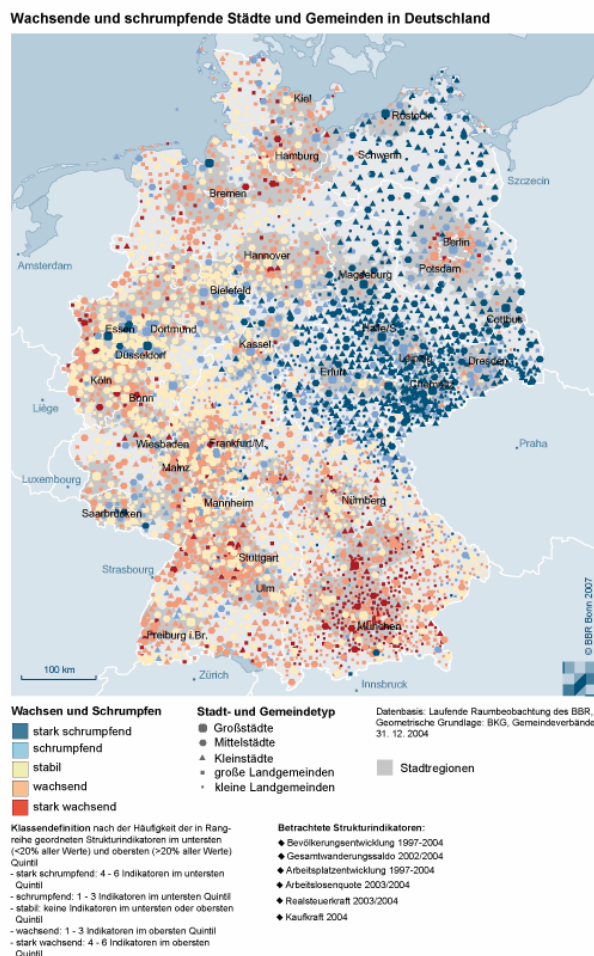 Wachsende und schrumpfende Städte und Gemeinden in Deutschland
Kiel
Rostock
Hamburg
Schwerin
Szczecin
Bremen
Berlin
Amsterdam
Hannover
Potsdam
Magdeburg
Bielefeld
Cottbus
Essen
Dortmund
Halle/S.
Kassel
Düsseldorf
Leipzig
Dresden
Erfurt
Köln
Chemnitz
Bonn
Liége
Wiesbaden
Frankfurt/M.
Praha
Mainz
Luxembourg
Mannheim
Nürnberg
Saarbrücken
Stuttgart
Strasbourg
Ulm
München
Freiburg i.Br.
100 km
Zürich
Innsbruck
© BBR Bonn 2007
Wachsen und Schrumpfen
stark schrumpfend
schrumpfend
stabil
wachsend
stark wachsend
Stadt- und Gemeindetyp
Großstädte
Mittelstädte
Kleinstädte
große Landgemeinden
kleine Landgemeinden
Datenbasis: Laufende Raumbeobachtung des BBR,
Geometrische Grundlage: BKG, Gemeindeverbände
31. 12. 2004
Stadtregionen
Klassendefinition nach der Häufigkeit der in Rang-
reihe geordneten Strukturindikatoren im untersten
(<20% aller Werte) und obersten (>20% aller Werte)
Quintil
- stark schrumpfend: 4 - 6 Indikatoren im untersten
Quintil
- schrumpfend: 1 - 3 Indikatoren im untersten Quintil
- stabil: keine Indikatoren im untersten oder obersten
Quintil
- wachsend: 1 - 3 Indikatoren im obersten Quintil
- stark wachsend: 4 - 6 Indikatoren im obersten
Quintil
Betrachtete Strukturindikatoren:
Bevölkerungsentwicklung 1997-2004
Gesamtwanderungssaldo 2002/2004
Arbeitsplatzentwicklung 1997-2004
Arbeitslosenquote 2003/2004
Realsteuerkraft 2003/2004
Kaufkraft 2004